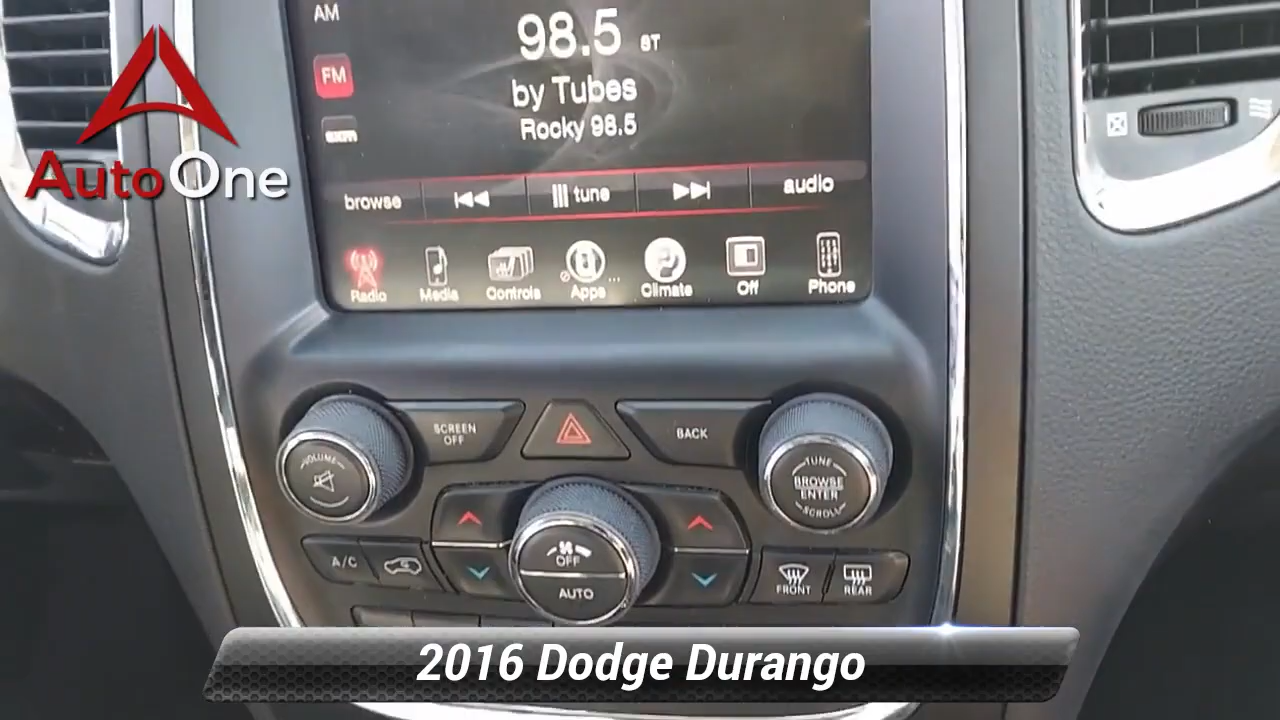 AM
98.5 ST
FM
by Tubes
Rocky 98.5
browse tune audio
Radio Media Controls Apps... Climate Off Phone
AutoOne
SCREEN
OFF
BACK
VOLUME
TUNE
BROWSE
ENTER
SCROLL
A/C
OFF
AUTO
FRONT
REAR
2016 Dodge Durango